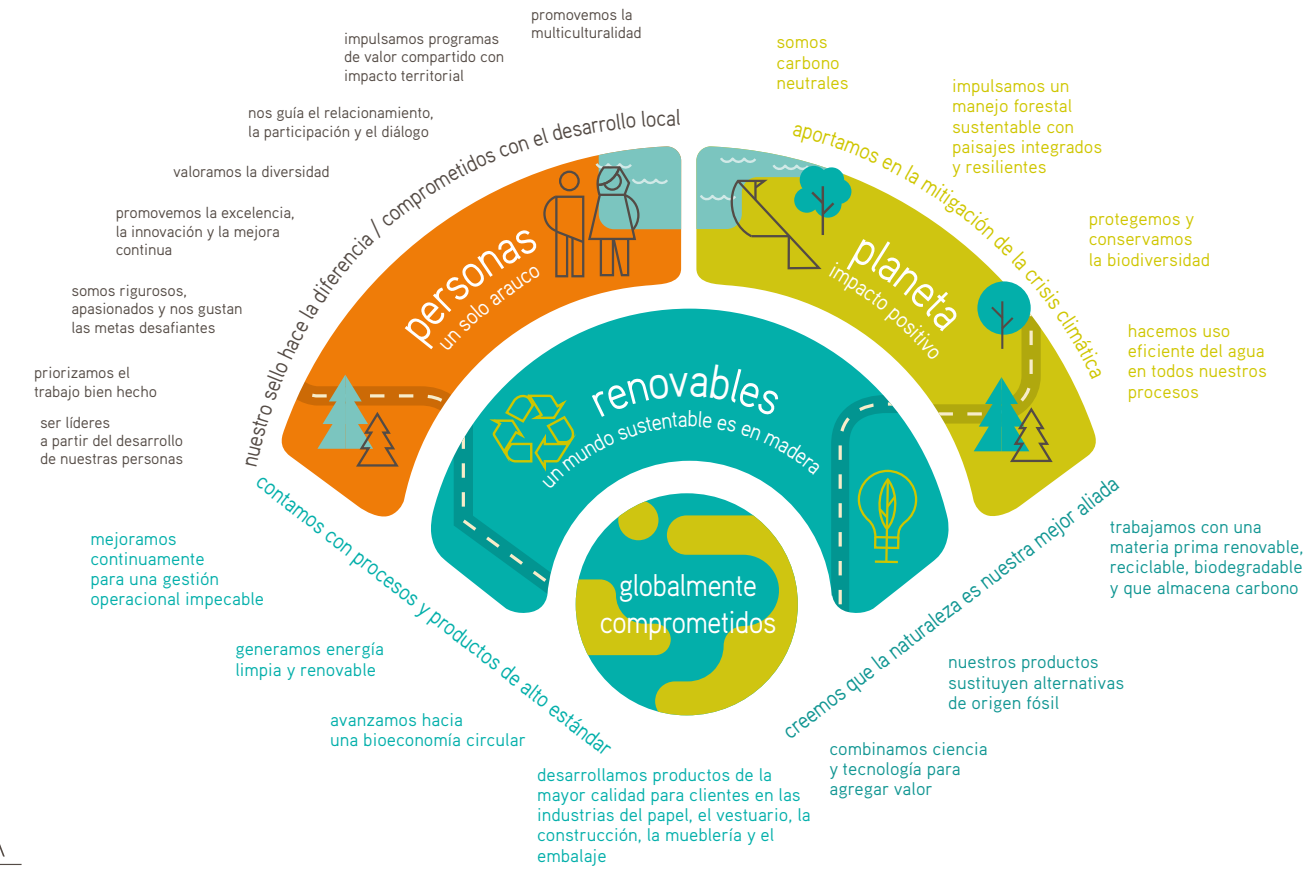 promovemos la
multiculturalidad
impulsamos programas
de valor compartido con
impacto territorial
nos guía el relacionamiento,
la participación y el diálogo
valoramos la diversidad
promovemos la excelencia,
la innovación y la mejora
continua
somos rigurosos,
apasionados y nos gustan
las metas desafiantes
priorizamos el
trabajo bien hecho
ser líderes
a partir del desarrollo
de nuestras personas
nuestro sello hace la diferencia / comprometidos con el desarrollo local
personas
un solo arauco
somos
carbono
neutrales
impulsamos un
manejo forestal
sustentable con
paisajes integrados
y resilientes
protegemos y
conservamos
la biodiversidad
hacemos uso
eficiente del agua
en todos nuestros
procesos
aportamos en la mitigación de la crisis climática
planeta
impacto positivo
renovables
un mundo sustentable es en madera
globalmente
comprometidos
contamos con procesos y productos de alto estándar
mejoramos
continuamente
para una gestión
operacional impecable
generamos energía
limpia y renovable
avanzamos hacia
una bioeconomía circular
desarrollamos productos de la
mayor calidad para clientes en las
industrias del papel, el vestuario, la
construcción, la mueblería y el
embalaje
creemos que la naturaleza es nuestra mejor aliada
trabajamos con una
materia prima renovable,
reciclable, biodegradable
y que almacena carbono
nuestros productos
sustituyen alternativas
de origen fósil
combinamos ciencia
y tecnología para
agregar valor